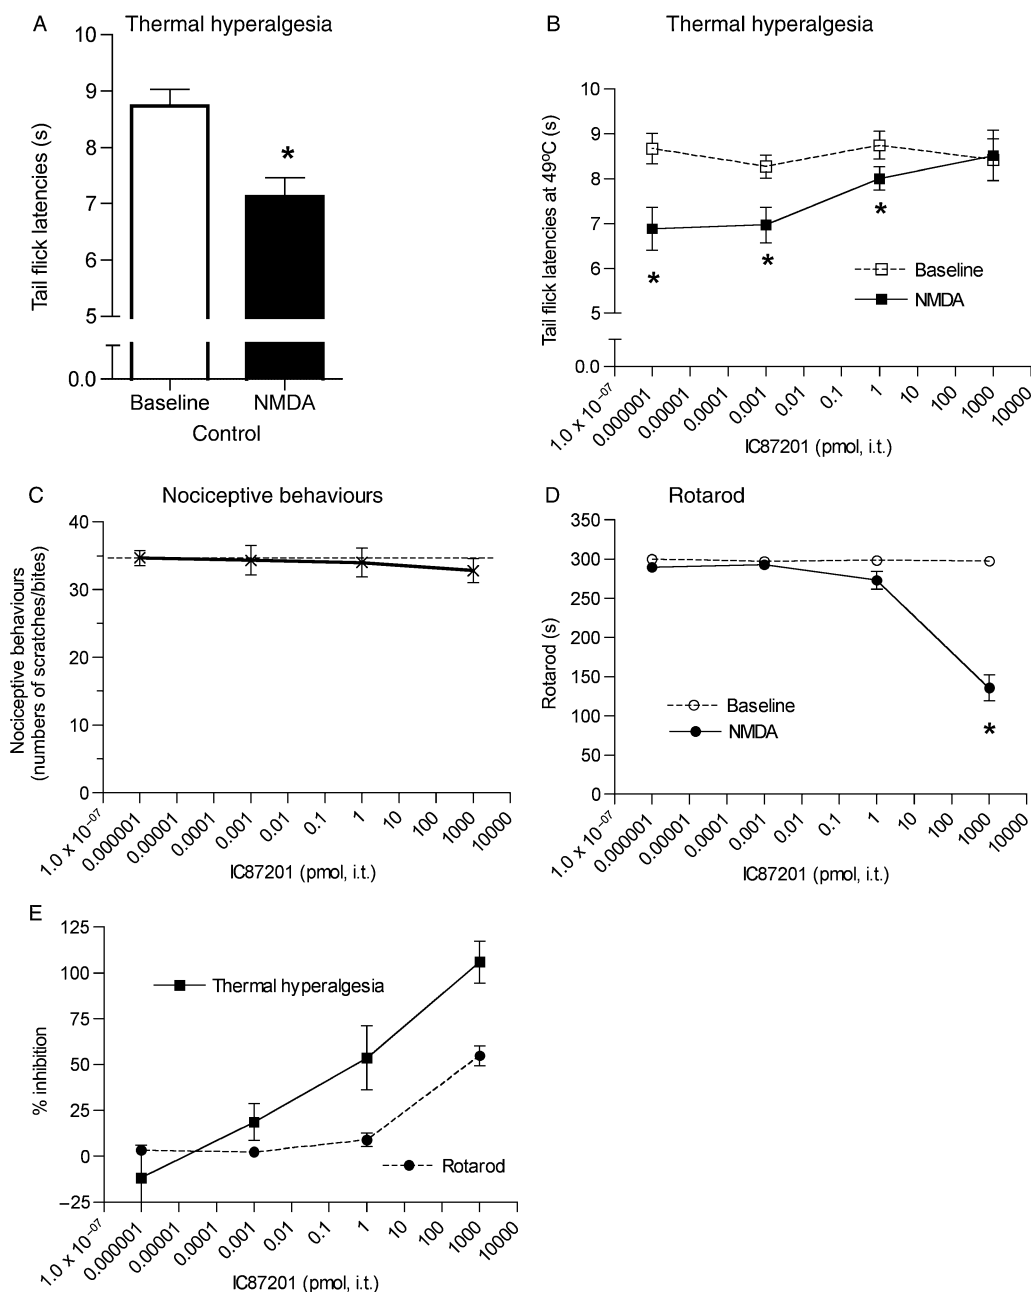 A
Thermal hyperalgesia
Tail flick latencies (s)
10
9
8
7
6
5
0.0
*
Baseline
NMDA
Control
B
Thermal hyperalgesia
Tail flick latencies at 49ºC (s)
10
9
8
7
6
5
0.0
*
*
*
Baseline
NMDA
1.0 x 10⁻⁰⁷
0.000001
0.00001
0.0001
0.001
0.01
0.1
1
10
100
1000
10000
IC87201 (pmol, i.t.)
C
Nociceptive behaviours
Nociceptive behaviours
(numbers of scratches/bites)
40
30
20
10
0
1.0 x 10⁻⁰⁷
0.000001
0.00001
0.0001
0.001
0.01
0.1
1
10
100
1000
10000
IC87201 (pmol, i.t.)
D
Rotarod
Rotarod (s)
350
300
250
200
150
100
50
0
Baseline
NMDA
*
1.0 x 10⁻⁰⁷
0.000001
0.00001
0.0001
0.001
0.01
0.1
1
10
100
1000
10000
IC87201 (pmol, i.t.)
E
% inhibition
125
100
75
50
25
0
−25
Thermal hyperalgesia
Rotarod
1.0 x 10⁻⁰⁷
0.000001
0.00001
0.0001
0.001
0.01
0.1
1
10
100
1000
10000
IC87201 (pmol, i.t.)